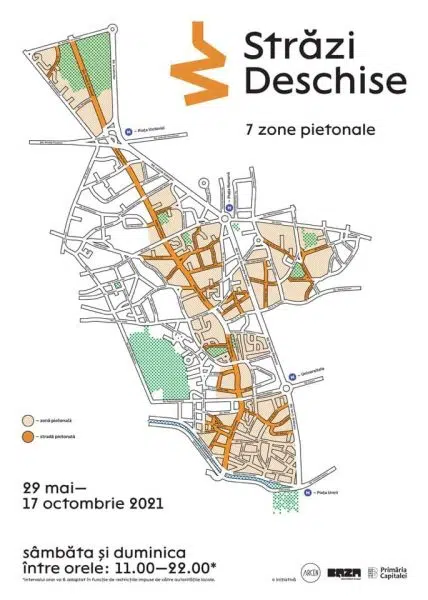 Străzi
Deschise
7 zone pietonale
Piața Victoriei
Piața Romană
Universitate
Piața Unirii
– zonă pietonală
– stradă pietonală
29 mai—
17 octombrie 2021
sâmbăta și duminica
între orele: 11.00—22.00*
*Intervalul orar va fi adaptat în funcție de restricțiile impuse de către autoritățile locale.
o inițiativă
ARCEN
BAZA
Primăria
Capitalei